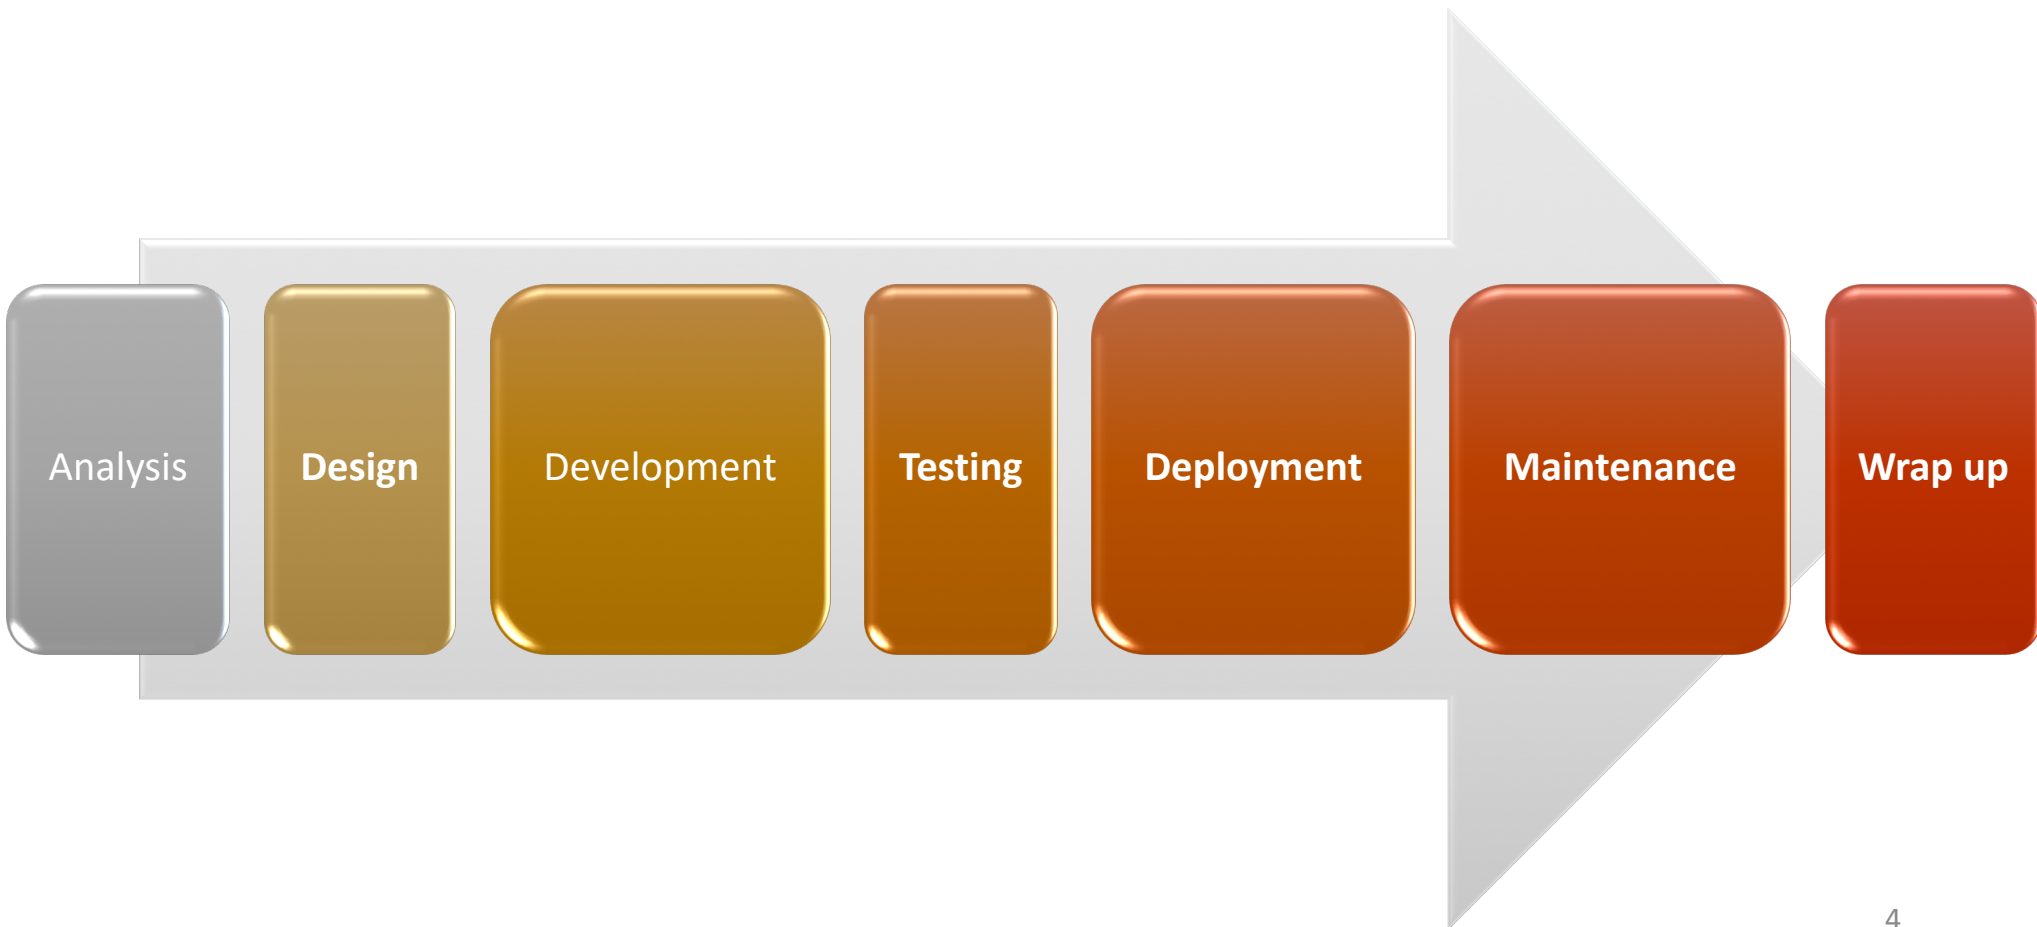 Analysis
Design
Development
Testing
Deployment
Maintenance
Wrap up
4